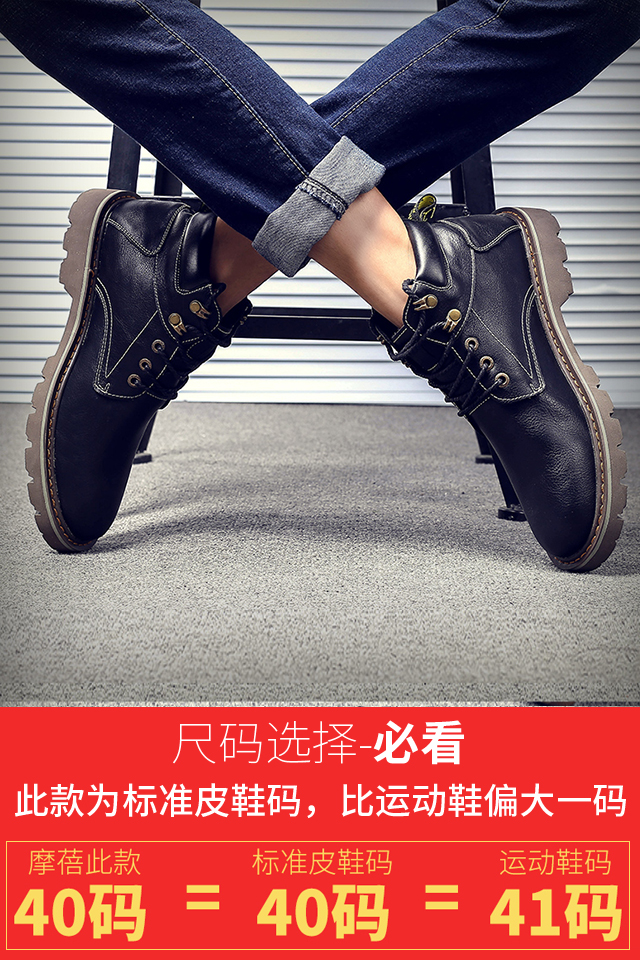 尺码选择-必看
此款为标准皮鞋码，比运动鞋偏大一码
摩蓓此款 标准皮鞋码 运动鞋码
40码 = 40码 = 41码